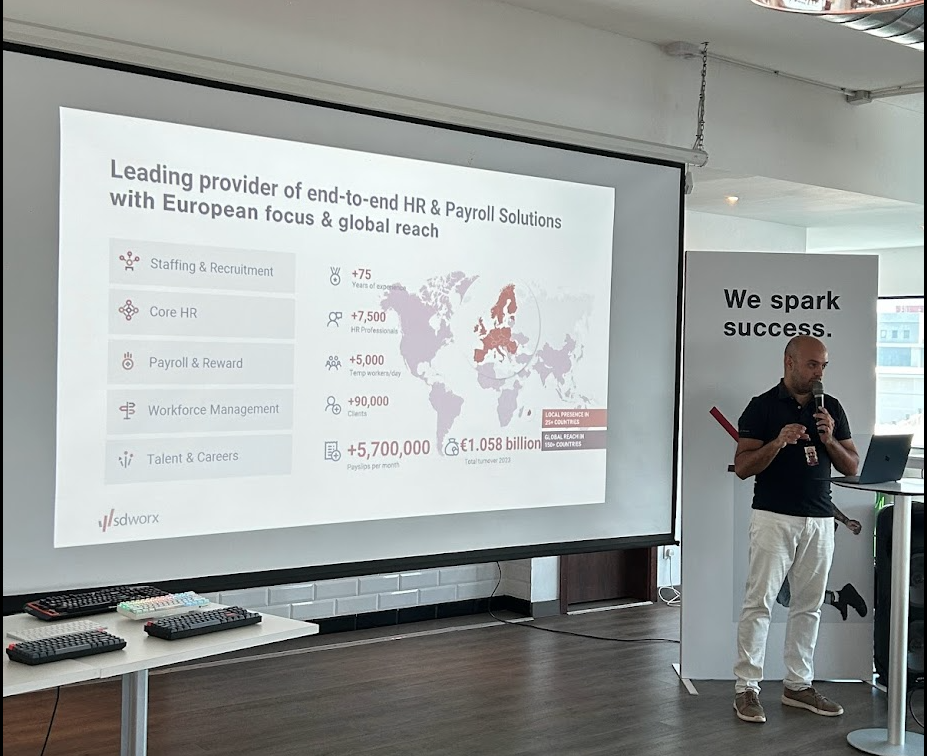 Leading provider of end-to-end HR & Payroll Solutions
with European focus & global reach
Staffing & Recruitment
Core HR
Payroll & Reward
Workforce Management
Talent & Careers
+75
Years of experience
+7,500
HR Professionals
+5,000
Temp workers/day
+90,000
Clients
+5,700,000
Payslips per month
€1.058 billion
Total turnover 2023
LOCAL PRESENCE IN
25+ COUNTRIES
GLOBAL REACH IN
150+ COUNTRIES
sdworx
We spark
success.